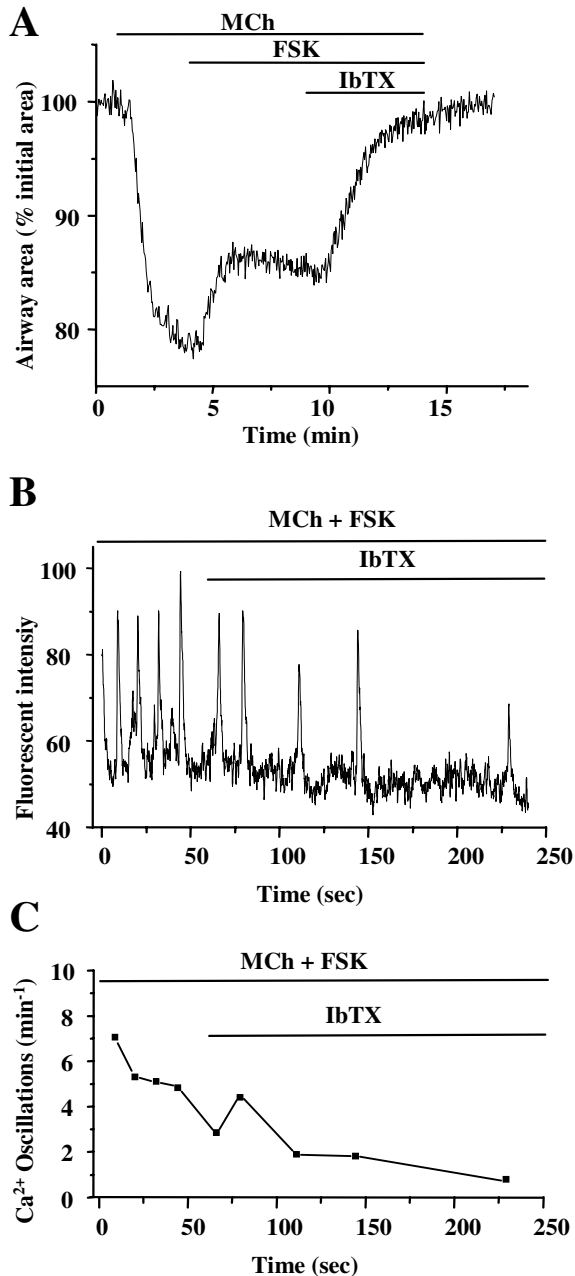 A
MCh
FSK
IbTX
Airway area (% initial area)
100
90
80
0
5
10
15
Time (min)
B
MCh + FSK
IbTX
Fluorescent intensiy
100
80
60
40
0
50
100
150
200
250
Time (sec)
C
MCh + FSK
IbTX
Ca²⁺ Oscillations (min⁻¹)
10
8
6
4
2
0
0
50
100
150
200
250
Time (sec)